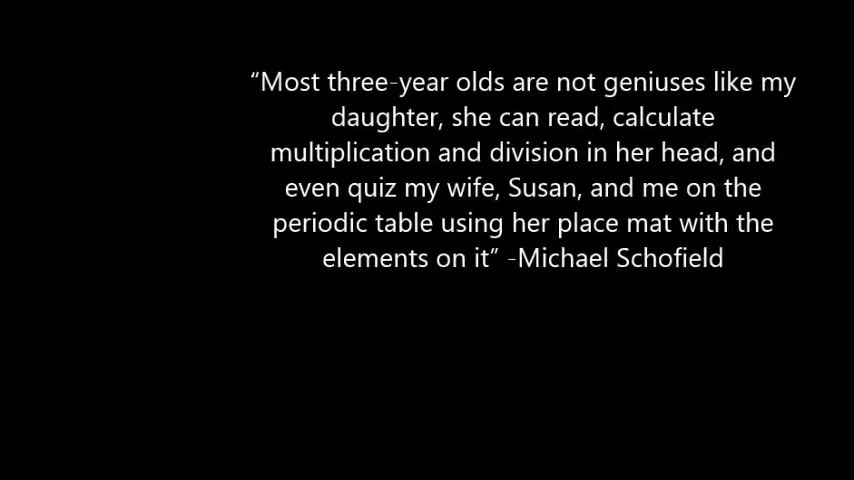 “Most three-year olds are not geniuses like my
daughter, she can read, calculate
multiplication and division in her head, and
even quiz my wife, Susan, and me on the
periodic table using her place mat with the
elements on it” -Michael Schofield